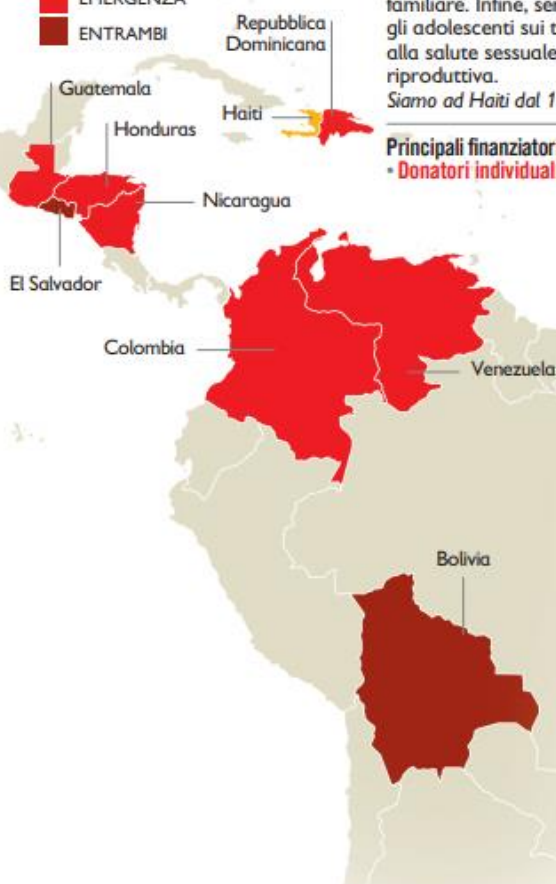 EMERGENZA
ENTRAMBI
familiare. Infine, ser
gli adolescenti sui t
alla salute sessuale
riproduttiva.
Siamo ad Haiti dal 1
Principali finanziator
• Donatori individual
Repubblica
Dominicana
Guatemala
Haiti
Honduras
Nicaragua
El Salvador
Colombia
Venezuela
Bolivia